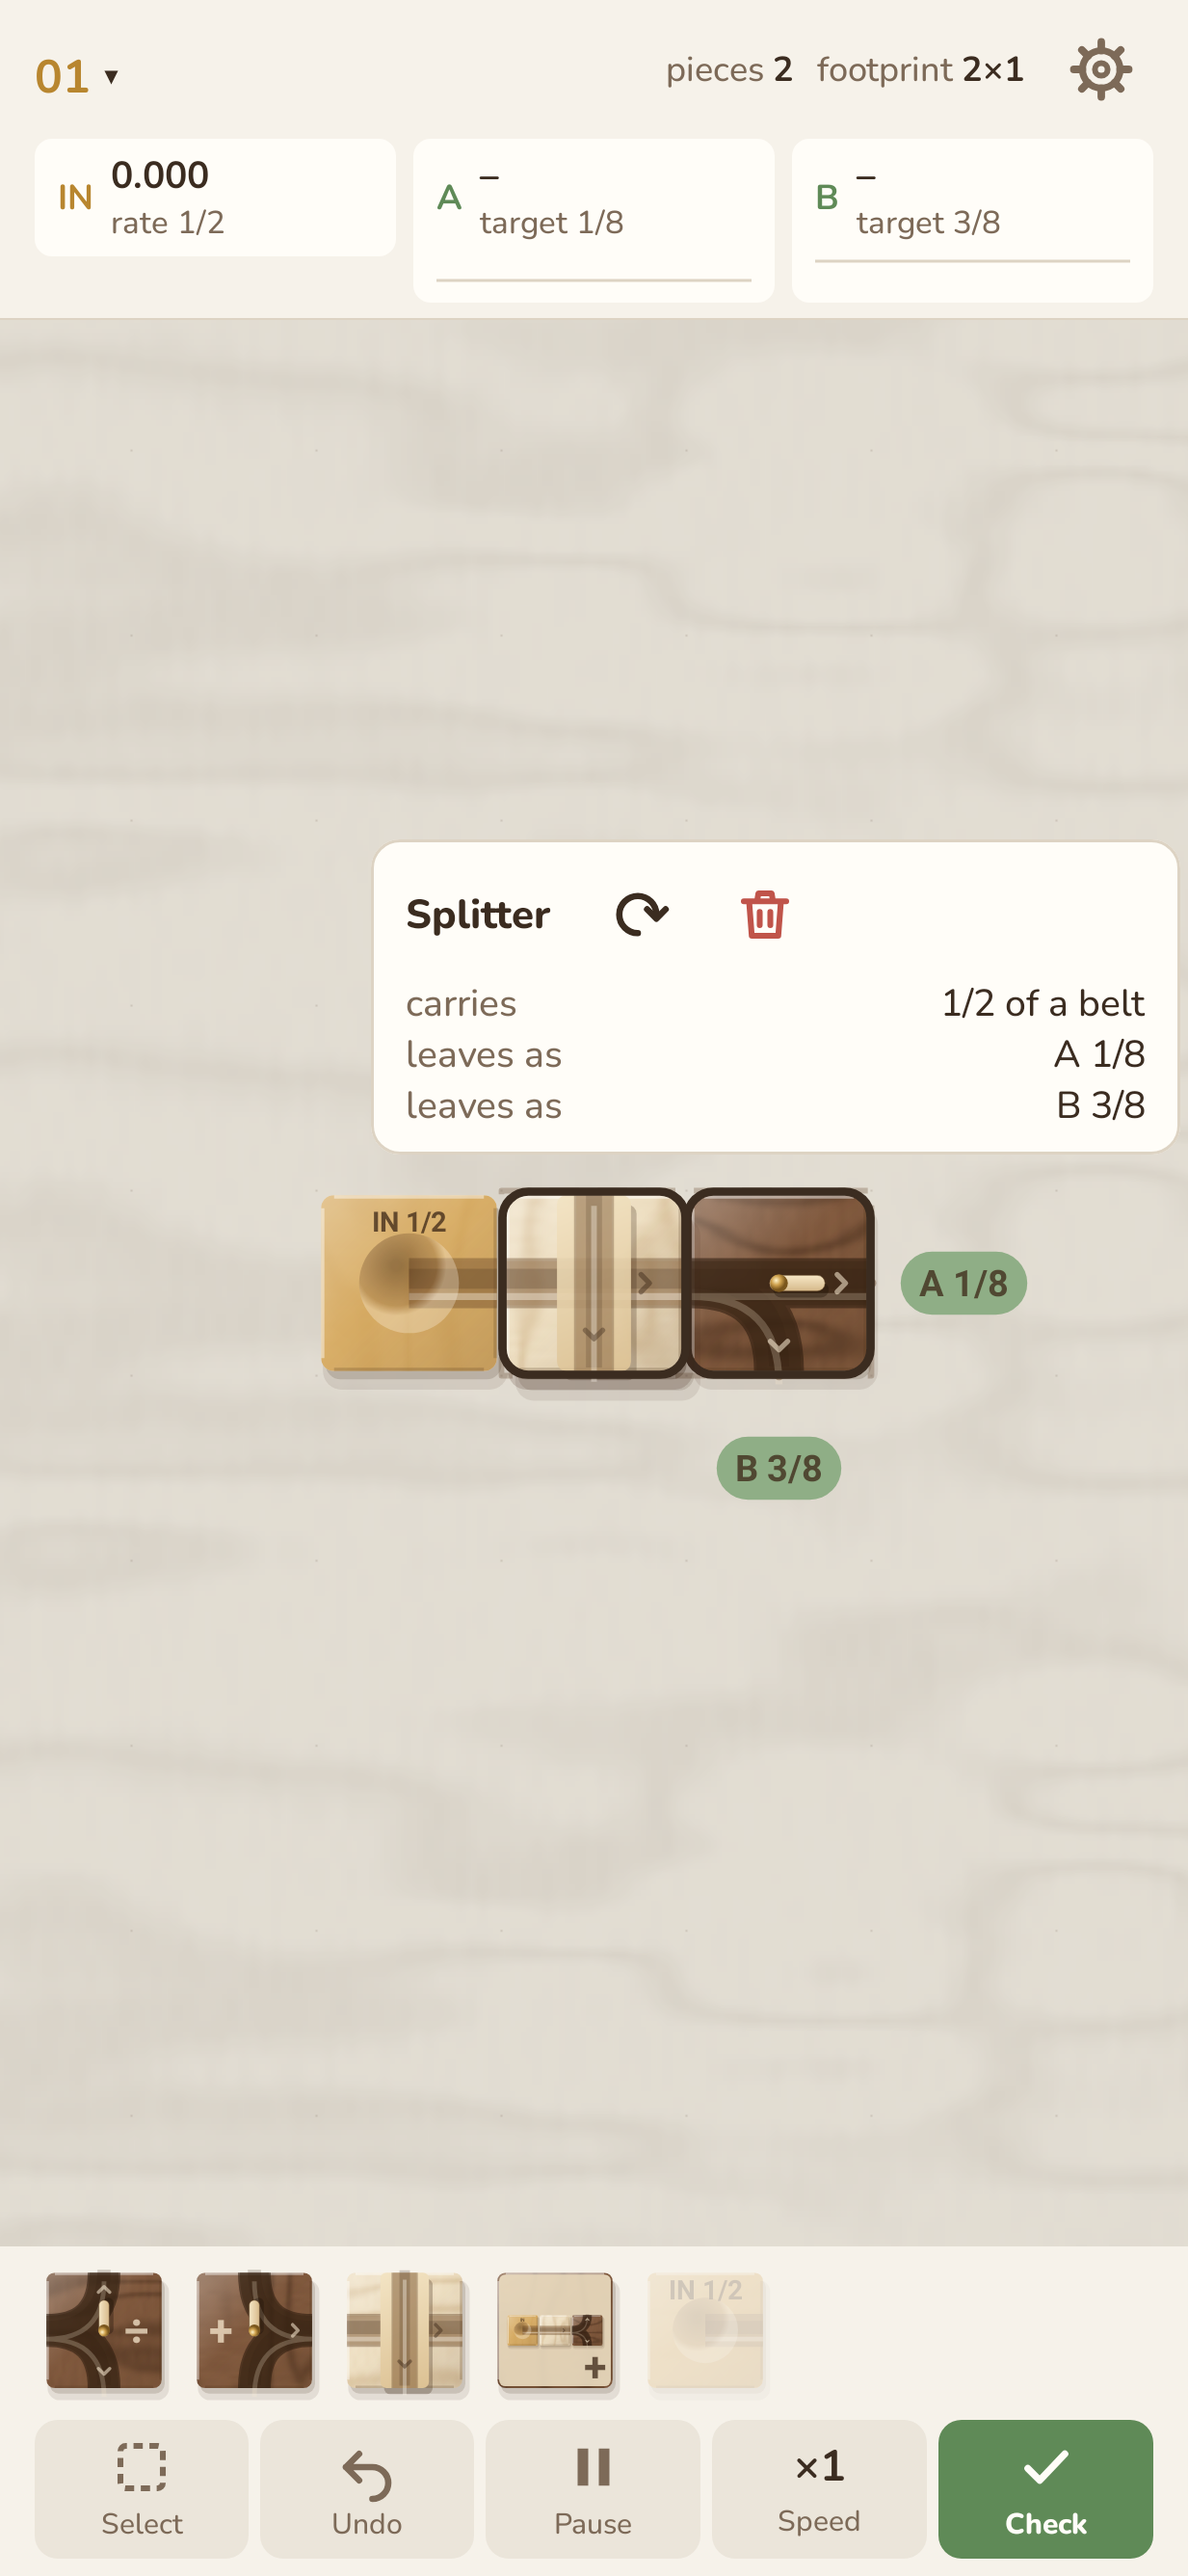 01 ▾
pieces 2 footprint 2×1
IN 0.000
rate 1/2
A –
target 1/8
B –
target 3/8
Splitter
carries 1/2 of a belt
leaves as A 1/8
leaves as B 3/8
IN 1/2
A 1/8
B 3/8
÷
+
+
IN 1/2
Select
Undo
Pause
×1
Speed
Check